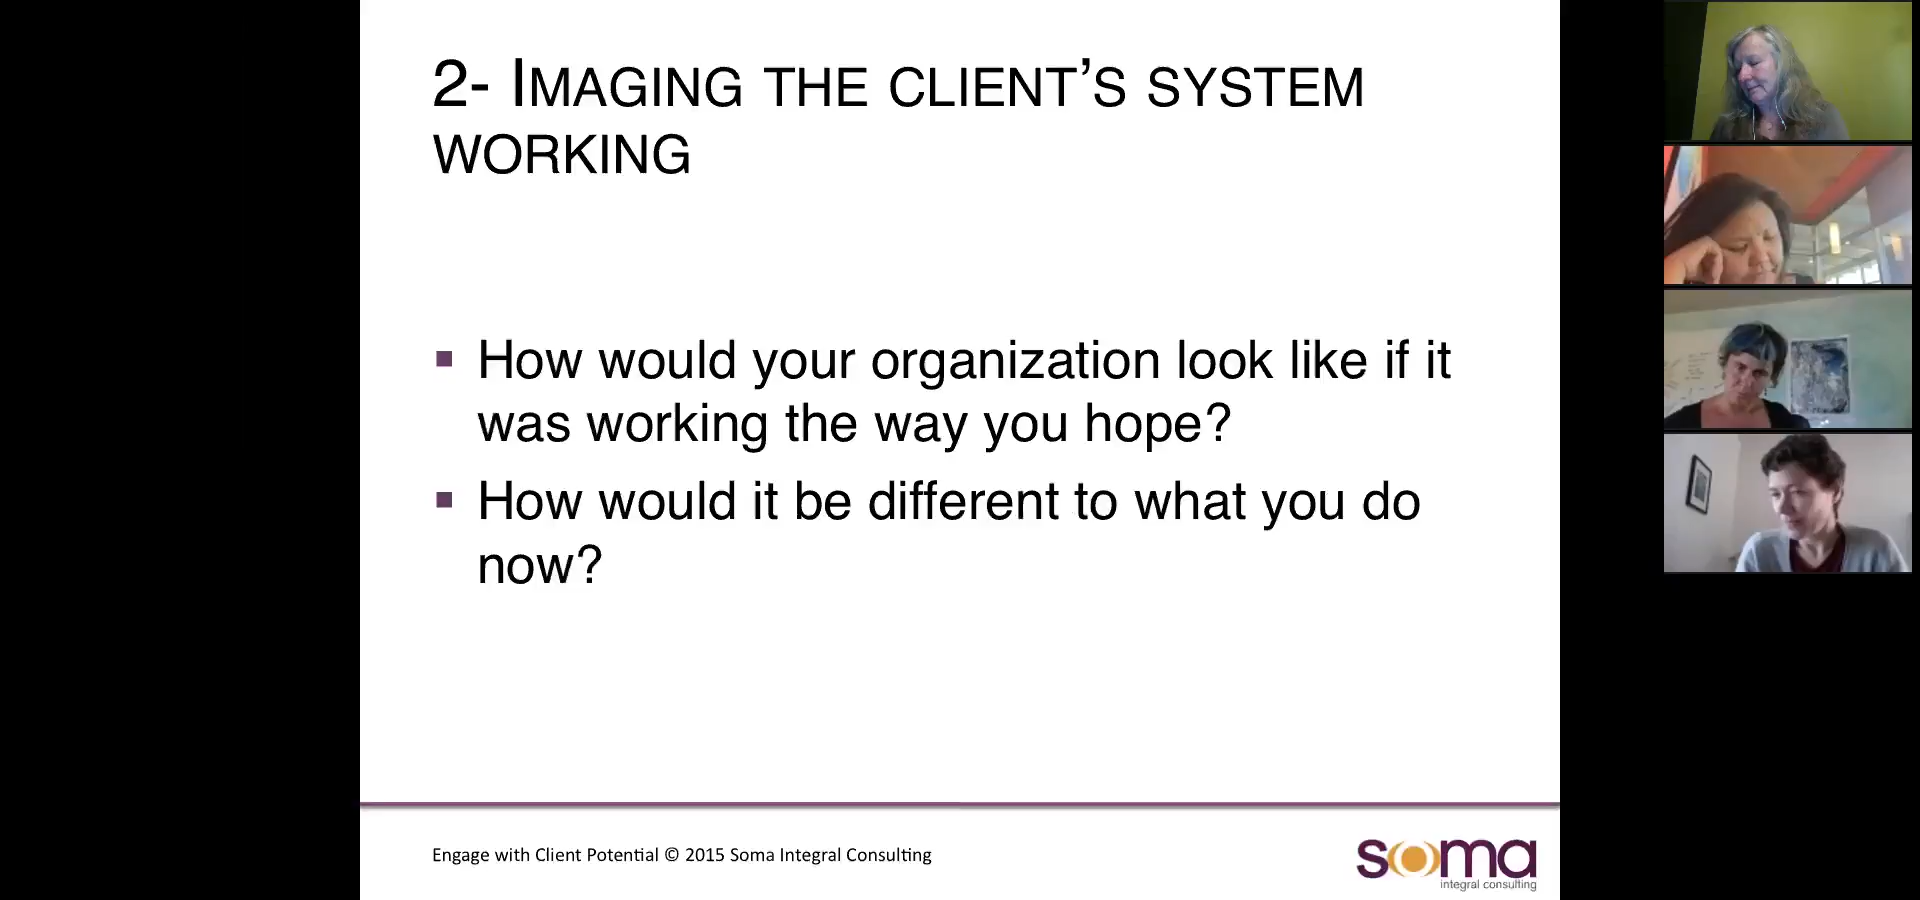 2- IMAGING THE CLIENT’S SYSTEM
WORKING
How would your organization look like if it
was working the way you hope?
How would it be different to what you do
now?
Engage with Client Potential © 2015 Soma Integral Consulting
soma
integral consulting